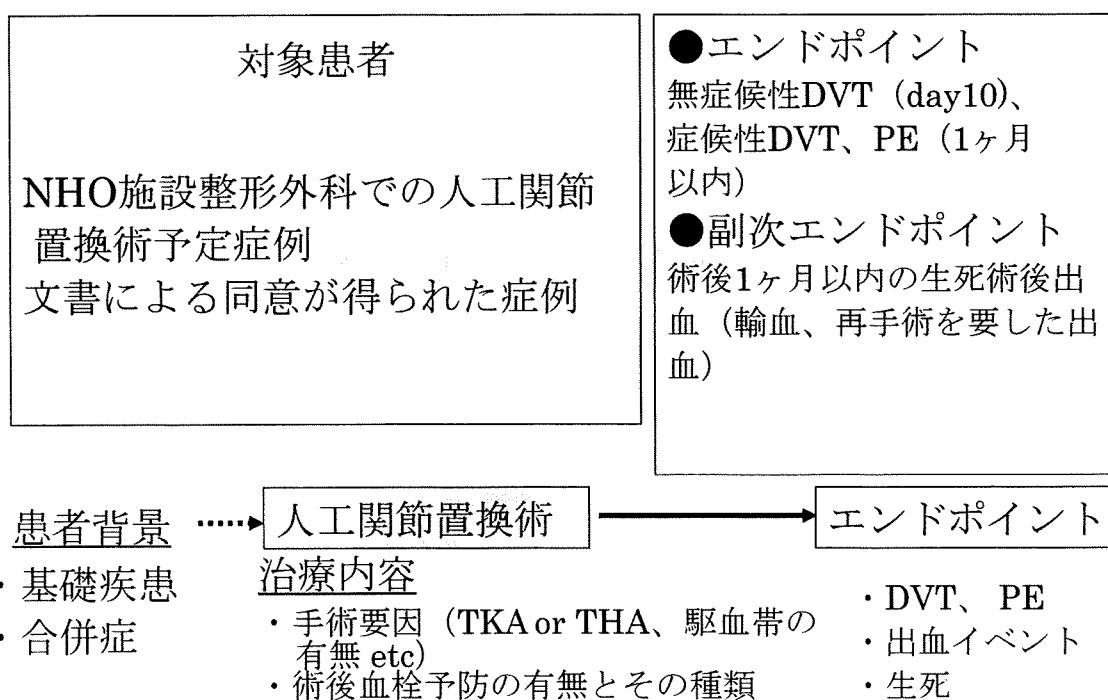 対象患者
NHO施設整形外科での人工関節
置換術予定症例
文書による同意が得られた症例
●エンドポイント
無症候性DVT（day10)、
症候性DVT、PE（1ヶ月
以内）
●副次エンドポイント
術後1ヶ月以内の生死術後出
血（輸血、再手術を要した出
血）
患者背景
・基礎疾患
・合併症
人工関節置換術
治療内容
・手術要因（TKA or THA、駆血帯の
有無 etc）
・術後血栓予防の有無とその種類
エンドポイント
・DVT、 PE
・出血イベント
・生死